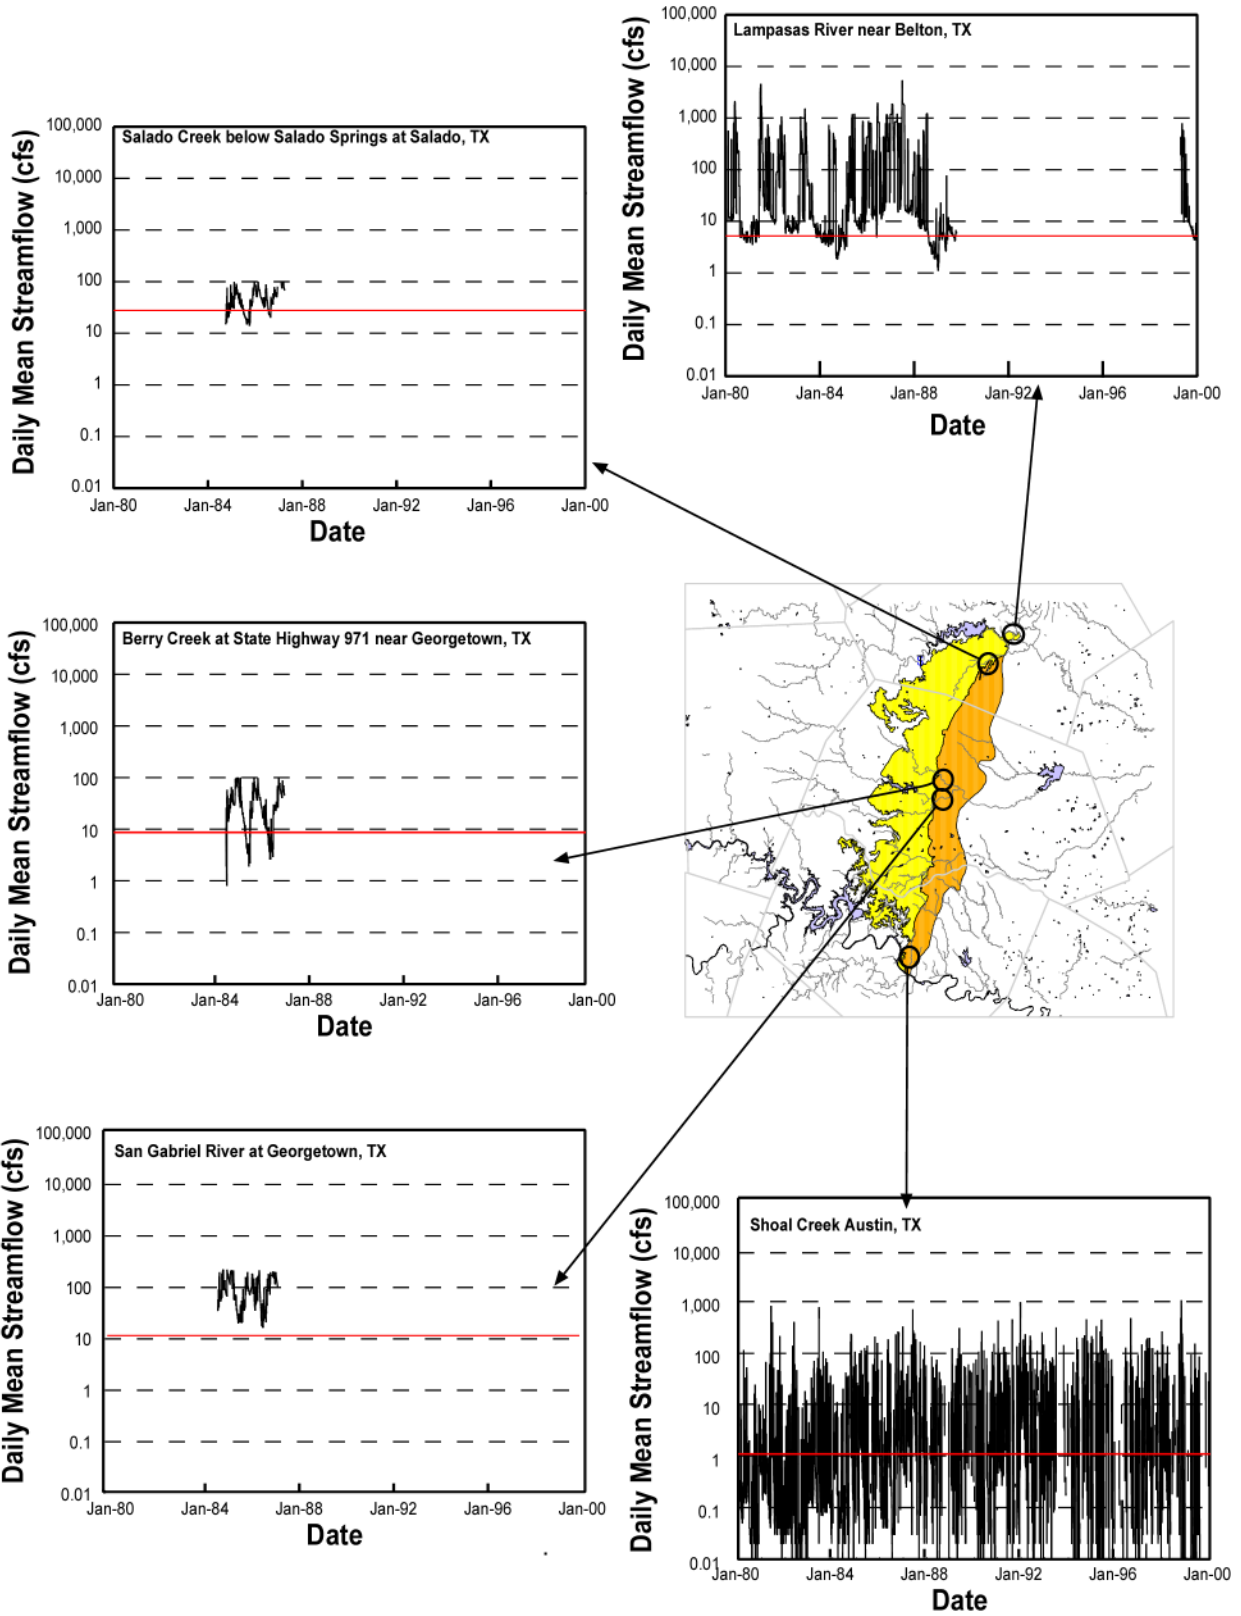 Daily Mean Streamflow (cfs)
Salado Creek below Salado Springs at Salado, TX
100,000
10,000
1,000
100
10
1
0.1
0.01
Jan-80 Jan-84 Jan-88 Jan-92 Jan-96 Jan-00
Date
Daily Mean Streamflow (cfs)
Lampasas River near Belton, TX
100,000
10,000
1,000
100
10
1
0.1
0.01
Jan-80 Jan-84 Jan-88 Jan-92 Jan-96 Jan-00
Date
Daily Mean Streamflow (cfs)
Berry Creek at State Highway 971 near Georgetown, TX
100,000
10,000
1,000
100
10
1
0.1
0.01
Jan-80 Jan-84 Jan-88 Jan-92 Jan-96 Jan-00
Date
Daily Mean Streamflow (cfs)
San Gabriel River at Georgetown, TX
100,000
10,000
1,000
100
10
1
0.1
0.01
Jan-80 Jan-84 Jan-88 Jan-92 Jan-96 Jan-00
Date
Daily Mean Streamflow (cfs)
Shoal Creek Austin, TX
100,000
10,000
1,000
100
10
1
0.1
0.01
Jan-80 Jan-84 Jan-88 Jan-92 Jan-96 Jan-00
Date